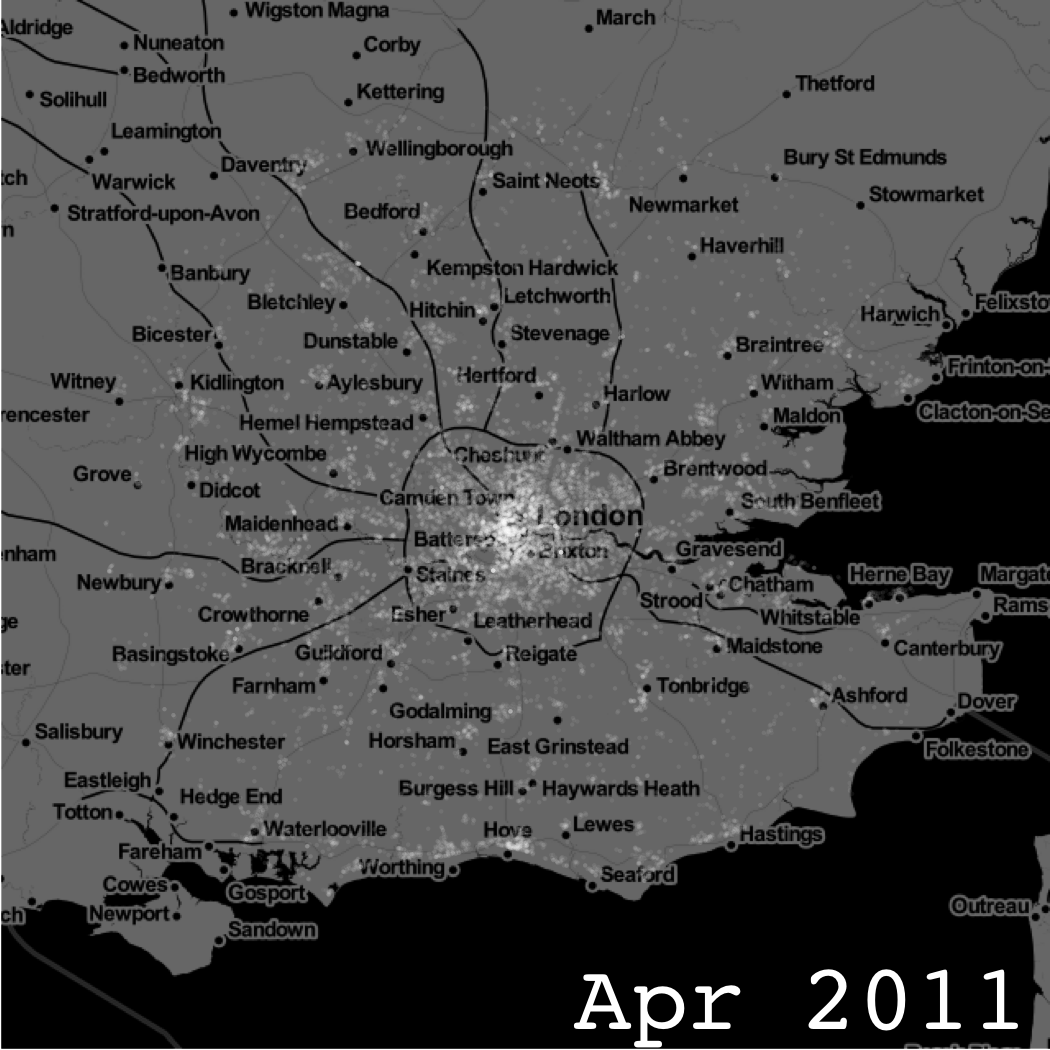 Wigston Magna
March
Aldridge
Nuneaton
Corby
Bedworth
Thetford
Solihull
Kettering
Leamington
Wellingborough
Bury St Edmunds
Daventry
tch
Warwick
Saint Neots
Stowmarket
Stratford-upon-Avon
Bedford
Newmarket
n
Haverhill
Banbury
Kempston Hardwick
Bletchley
Letchworth
Hitchin
Felixsto
Harwich
Bicester
Stevenage
Dunstable
Braintree
Frinton-on-
Witney
Kidlington
Aylesbury
Hertford
Witham
Harlow
rencester
Clacton-on-Se
Maldon
Hemel Hempstead
Waltham Abbey
High Wycombe
Cheshunt
Brentwood
Grove
Didcot
Camden Town
South Benfleet
Maidenhead
London
Battersea
enham
Brixton
Gravesend
Bracknell
Staines
Herne Bay
Margate
Newbury
Chatham
Strood
Rams
Crowthorne
Esher
Leatherhead
Whitstable
ge
Basingstoke
Guildford
Reigate
Maidstone
Canterbury
ster
Farnham
Tonbridge
Ashford
Dover
Godalming
Salisbury
Winchester
Horsham
East Grinstead
Folkestone
Eastleigh
Hedge End
Burgess Hill
Haywards Heath
Totton
Waterlooville
Hove
Lewes
Hastings
Fareham
Worthing
Seaford
Cowes
Gosport
ch
Newport
Outreau
Sandown
Apr 2011